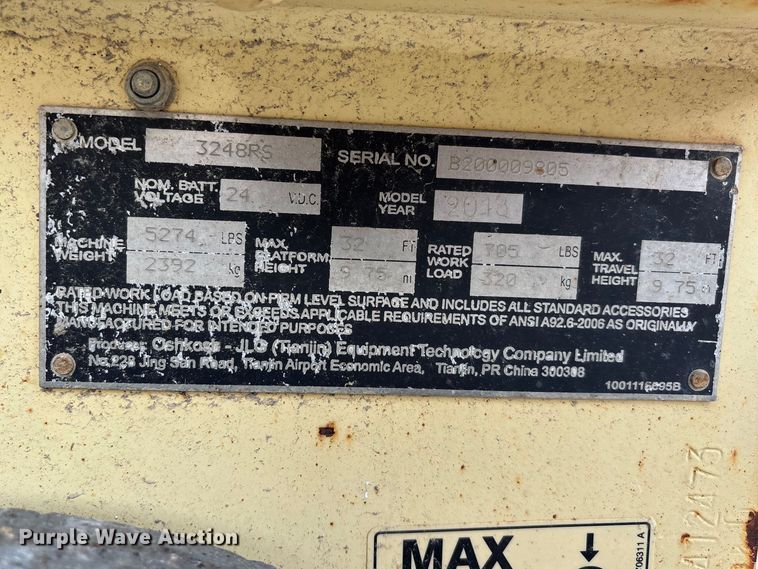 MODEL 3248RS SERIAL NO. B200009805
NOM. BATT. VOLTAGE 24 V.D.C. MODEL YEAR 2013
MACHINE WEIGHT 5274 LBS 2392 kg MAX. PLATFORM HEIGHT 32 FT 9.75 m RATED WORK LOAD 705 LBS 320 kg MAX. TRAVEL HEIGHT 32 FT 9.75
RATED WORK LOAD BASED ON FIRM LEVEL SURFACE AND INCLUDES ALL STANDARD ACCESSORIES
THIS MACHINE MEETS OR EXCEEDS APPLICABLE REQUIREMENTS OF ANSI A92.6-2006 AS ORIGINALLY
MANUFACTURED FOR INTENDED PURPOSES
Producer: Oshkosh - JLG (Tianjin) Equipment Technology Company Limited
No.228 Jing San Road, Tianjin Airport Economic Area, Tianjin, PR China 300308
1001116095B
MAX
06311 A
412473
Purple Wave Auction